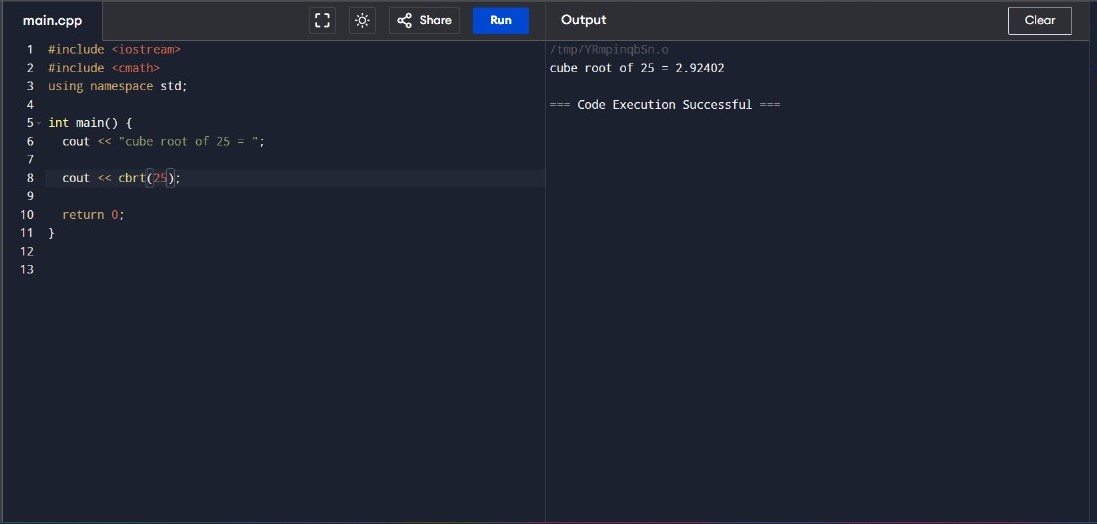 main.cpp
Share
Run
Output
Clear
1 #include <iostream>
2 #include <cmath>
3 using namespace std;
4
5 int main() {
6 cout << "cube root of 25 = ";
7
8 cout << cbrt(25);
9
10 return 0;
11 }
12
13
/tmp/YRmpinqbSn.o
cube root of 25 = 2.92402
=== Code Execution Successful ===